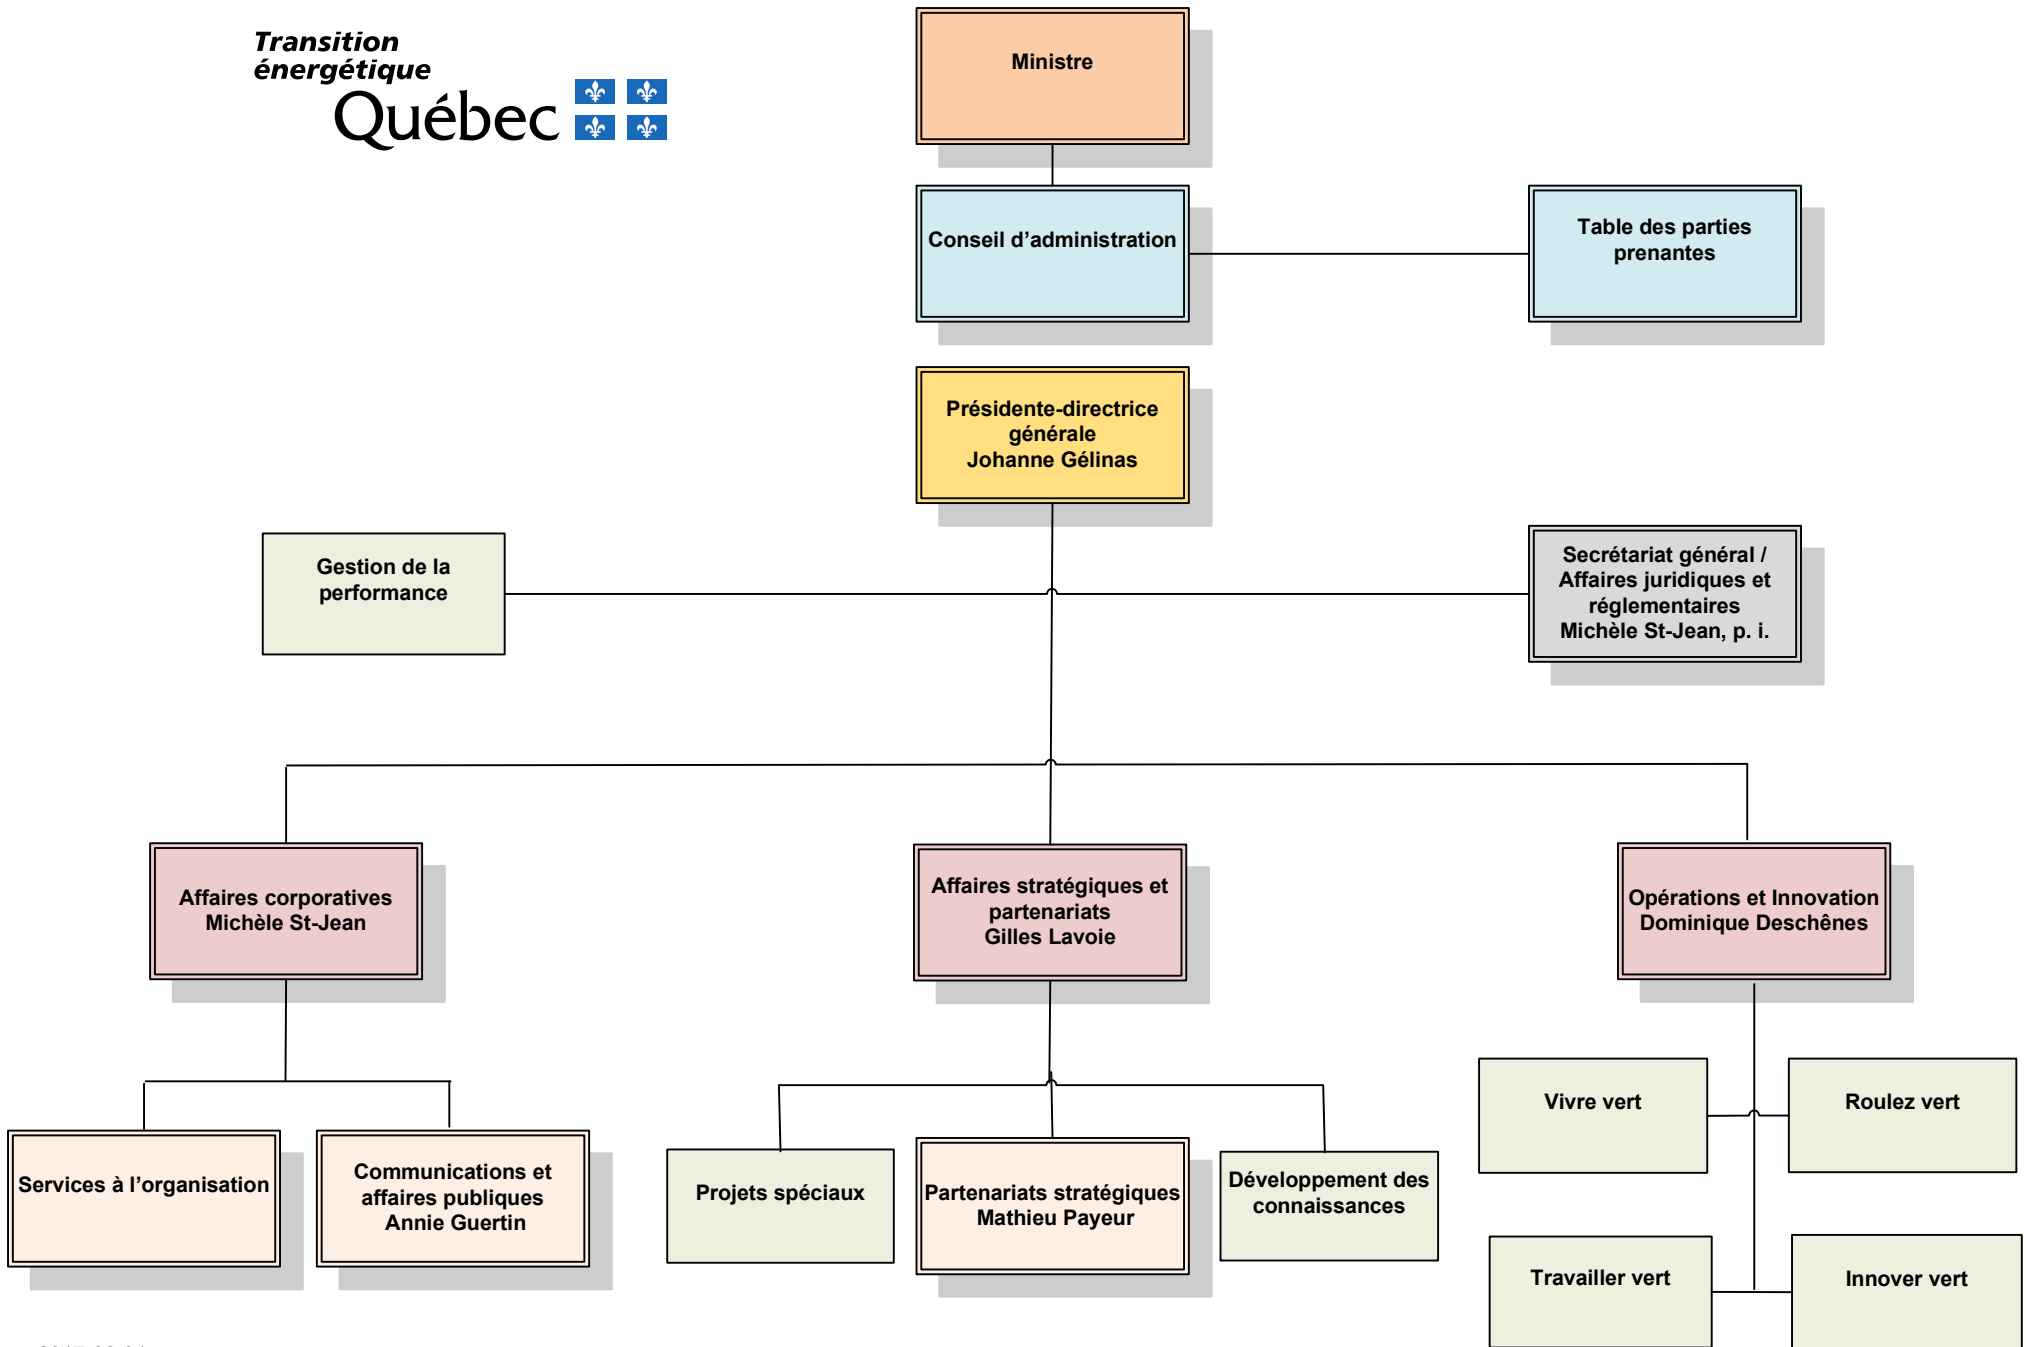 Transition
énergétique
Québec
Ministre
Conseil d'administration
Table des parties
prenantes
Présidente-directrice
générale
Johanne Gélinas
Gestion de la
performance
Secrétariat général /
Affaires juridiques et
réglementaires
Michèle St-Jean, p. i.
Affaires corporatives
Michèle St-Jean
Affaires stratégiques et
partenariats
Gilles Lavoie
Opérations et Innovation
Dominique Deschênes
Services à l'organisation
Communications et
affaires publiques
Annie Guertin
Projets spéciaux
Partenariats stratégiques
Mathieu Payeur
Développement des
connaissances
Vivre vert
Roulez vert
Travailler vert
Innover vert